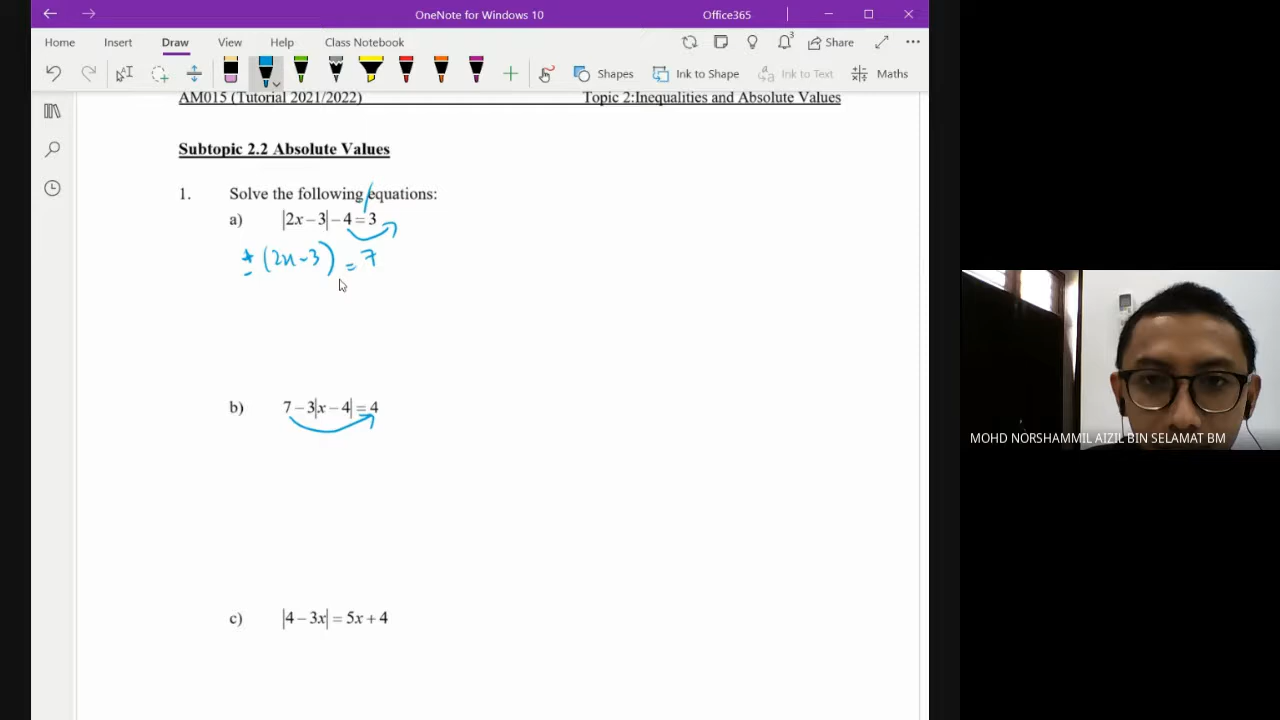 OneNote for Windows 10
Office365
Home Insert Draw View Help Class Notebook
3
Share
Shapes
Ink to Shape
Ink to Text
Maths
AM015 (Tutorial 2021/2022) Topic 2:Inequalities and Absolute Values
Subtopic 2.2 Absolute Values
1. Solve the following equations:
a) |2x – 3| – 4 = 3
± (2x - 3) = 7
b) 7 – 3|x – 4| = 4
c) |4 – 3x| = 5x + 4
MOHD NORSHAMMIL AIZIL BIN SELAMAT BM